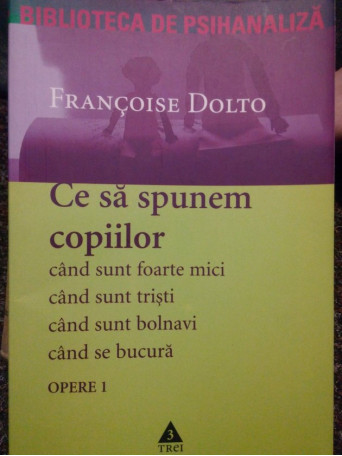 BIBLIOTECA DE PSIHANALIZĂ
FRANÇOISE DOLTO
Ce să spunem
copiilor
când sunt foarte mici
când sunt triști
când sunt bolnavi
când se bucură
OPERE 1
3
TREI